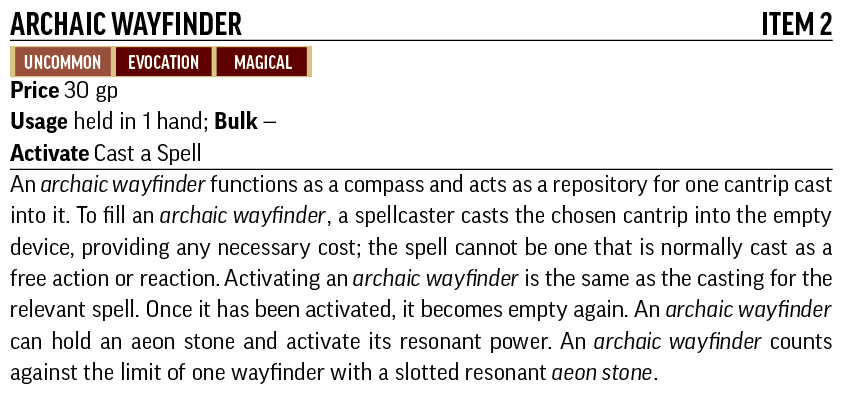 ARCHAIC WAYFINDER ITEM 2
UNCOMMON EVOCATION MAGICAL
Price 30 gp
Usage held in 1 hand; Bulk —
Activate Cast a Spell
An archaic wayfinder functions as a compass and acts as a repository for one cantrip cast
into it. To fill an archaic wayfinder, a spellcaster casts the chosen cantrip into the empty
device, providing any necessary cost; the spell cannot be one that is normally cast as a
free action or reaction. Activating an archaic wayfinder is the same as the casting for the
relevant spell. Once it has been activated, it becomes empty again. An archaic wayfinder
can hold an aeon stone and activate its resonant power. An archaic wayfinder counts
against the limit of one wayfinder with a slotted resonant aeon stone.